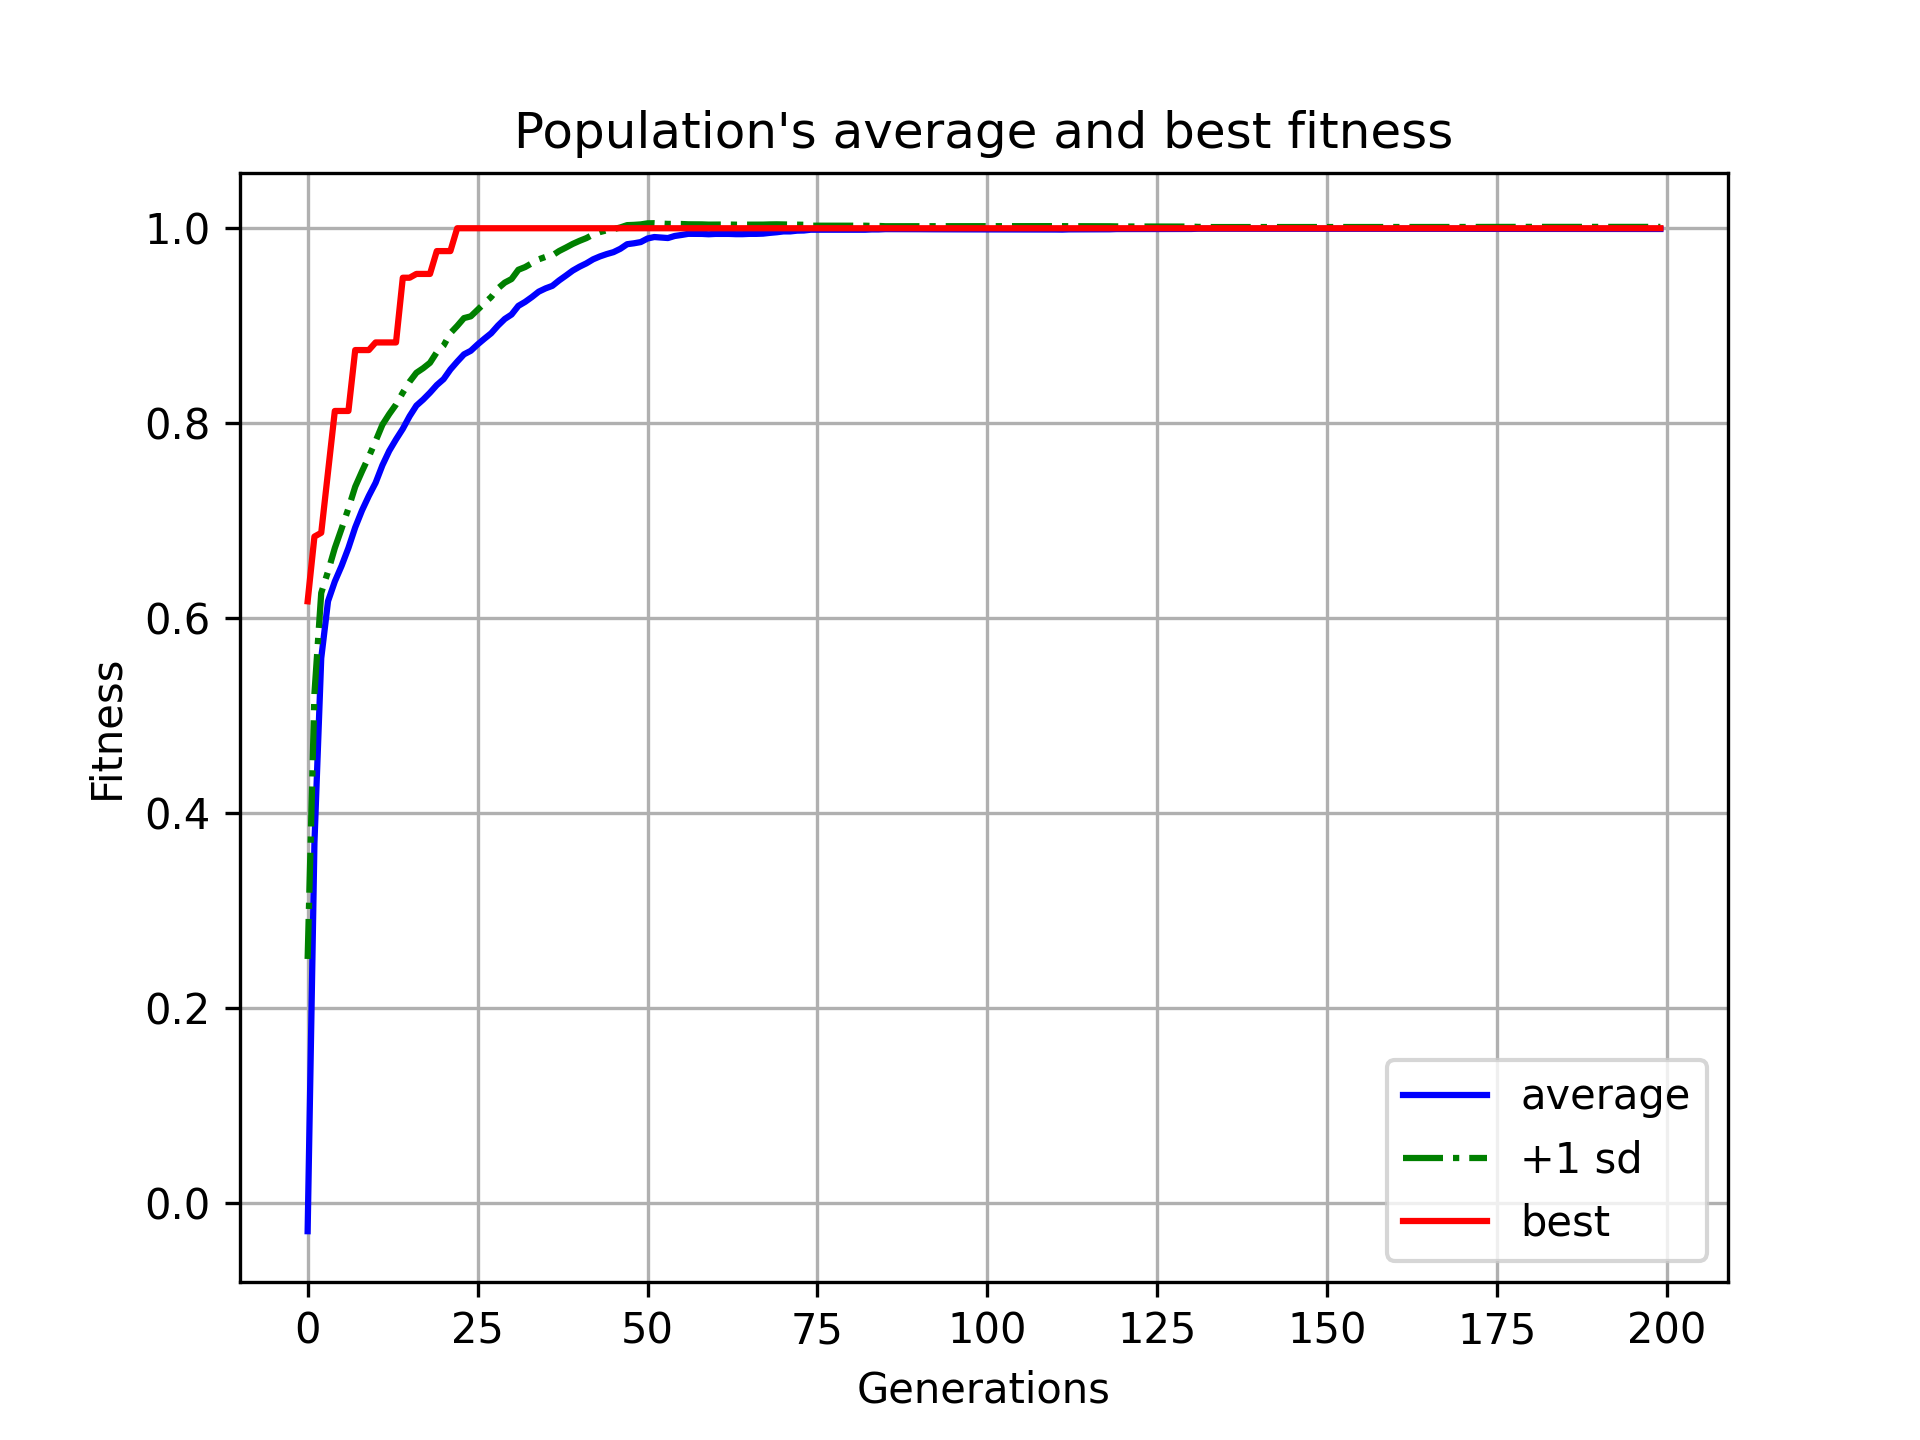 Population's average and best fitness
1.0
0.8
0.6
0.4
0.2
0.0
Fitness
0 25 50 75 100 125 150 175 200
Generations
average
+1 sd
best